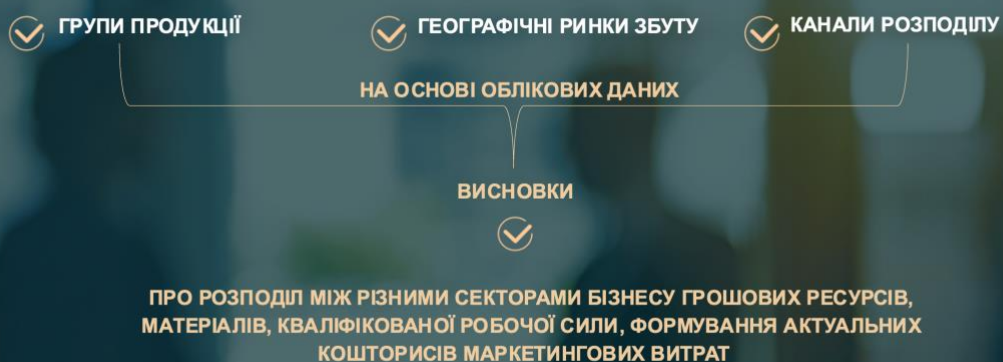 ГРУПИ ПРОДУКЦІЇ
ГЕОГРАФІЧНІ РИНКИ ЗБУТУ
КАНАЛИ РОЗПОДІЛУ
НА ОСНОВІ ОБЛІКОВИХ ДАНИХ
ВИСНОВКИ
ПРО РОЗПОДІЛ МІЖ РІЗНИМИ СЕКТОРАМИ БІЗНЕСУ ГРОШОВИХ РЕСУРСІВ,
МАТЕРІАЛІВ, КВАЛІФІКОВАНОЇ РОБОЧОЇ СИЛИ, ФОРМУВАННЯ АКТУАЛЬНИХ
КОШТОРИСІВ МАРКЕТИНГОВИХ ВИТРАТ